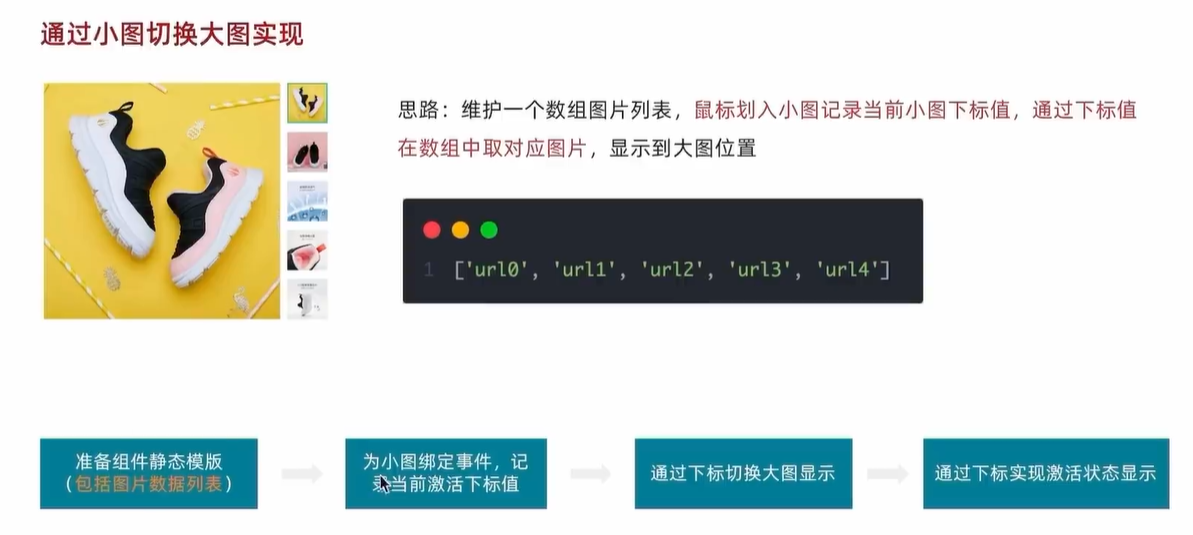 通过小图切换大图实现
思路：维护一个数组图片列表，鼠标划入小图记录当前小图下标值，通过下标值
在数组中取对应图片，显示到大图位置
1 ['url0', 'url1', 'url2', 'url3', 'url4']
准备组件静态模版
（包括图片数据列表）
为小图绑定事件，记
录当前激活下标值
通过下标切换大图显示
通过下标实现激活状态显示